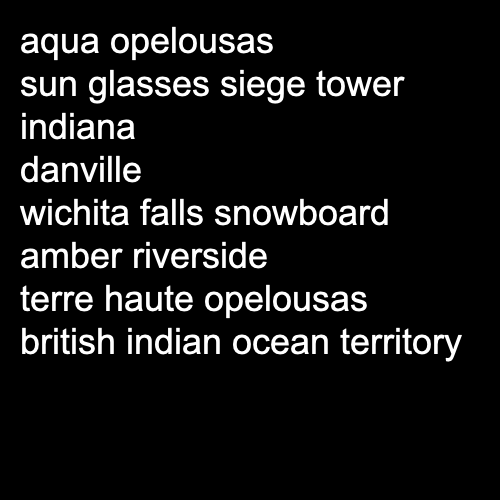 aqua opelousas
sun glasses siege tower
indiana
danville
wichita falls snowboard
amber riverside
terre haute opelousas
british indian ocean territory